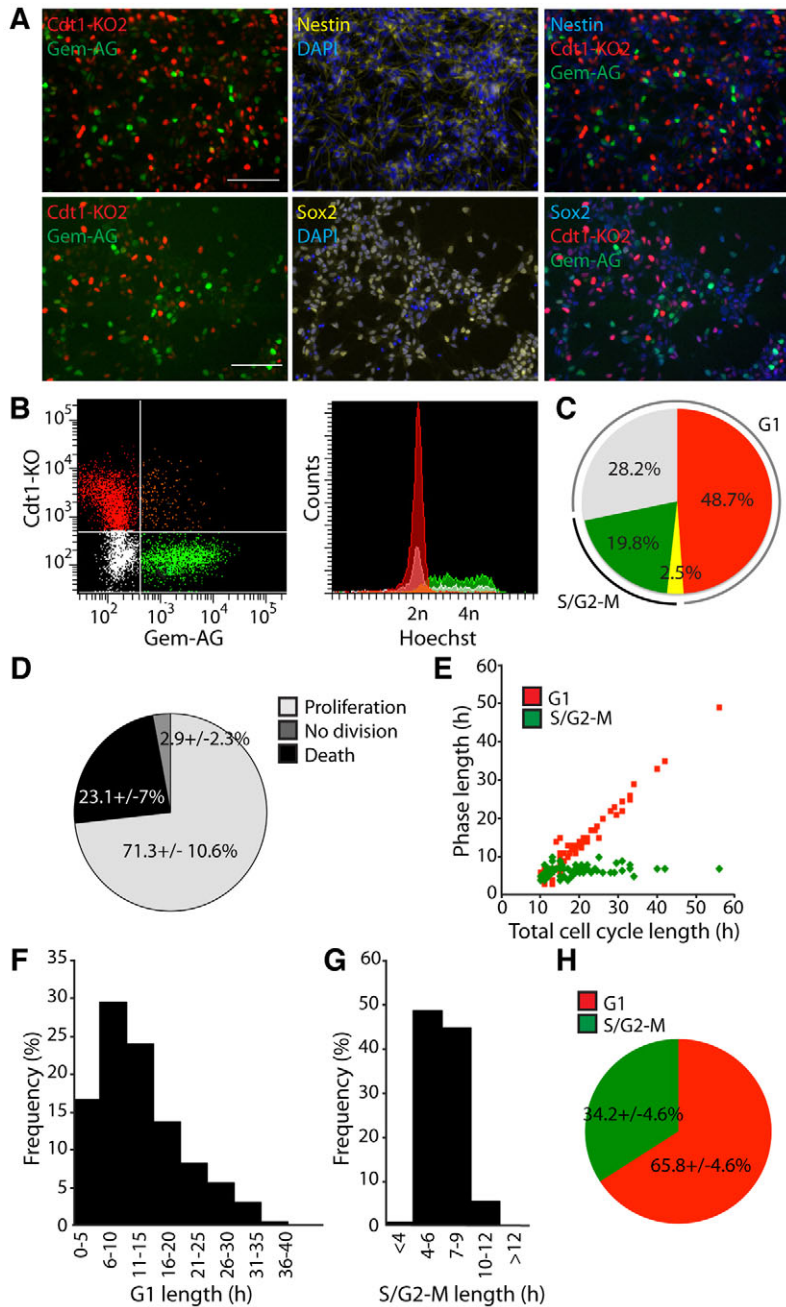 A
Cdt1-KO2
Gem-AG
Nestin
DAPI
Nestin
Cdt1-KO2
Gem-AG
Cdt1-KO2
Gem-AG
Sox2
DAPI
Sox2
Cdt1-KO2
Gem-AG
B
Cdt1-KO
10^5
10^4
10^3
10^2
10^2 10^3 10^4 10^5
Gem-AG
Counts
2n 4n
Hoechst
C
G1
28.2%
48.7%
19.8%
2.5%
S/G2-M
D
2.9+/-2.3%
23.1+/-7%
71.3+/- 10.6%
Proliferation
No division
Death
E
G1
S/G2-M
Phase length (h)
60
50
40
30
20
10
0
0 10 20 30 40 50 60
Total cell cycle length (h)
F
Frequency (%)
35
30
25
20
15
10
5
0
0-5
6-10
11-15
16-20
21-25
26-30
31-35
36-40
G1 length (h)
G
Frequency (%)
60
50
40
30
20
10
0
<4
4-6
7-9
10-12
>12
S/G2-M length (h)
H
G1
S/G2-M
34.2+/-4.6%
65.8+/-4.6%